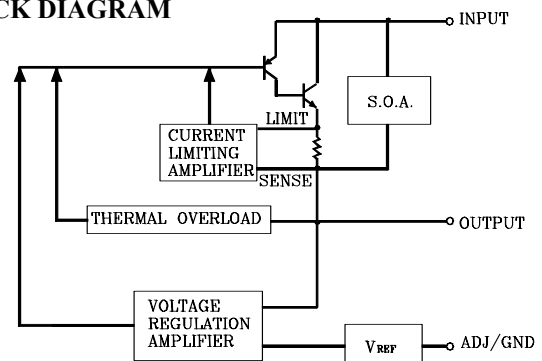 CK DIAGRAM
INPUT
S.O.A.
LIMIT
CURRENT
LIMITING
AMPLIFIER
SENSE
THERMAL OVERLOAD
OUTPUT
VOLTAGE
REGULATION
AMPLIFIER
VREF
ADJ/GND